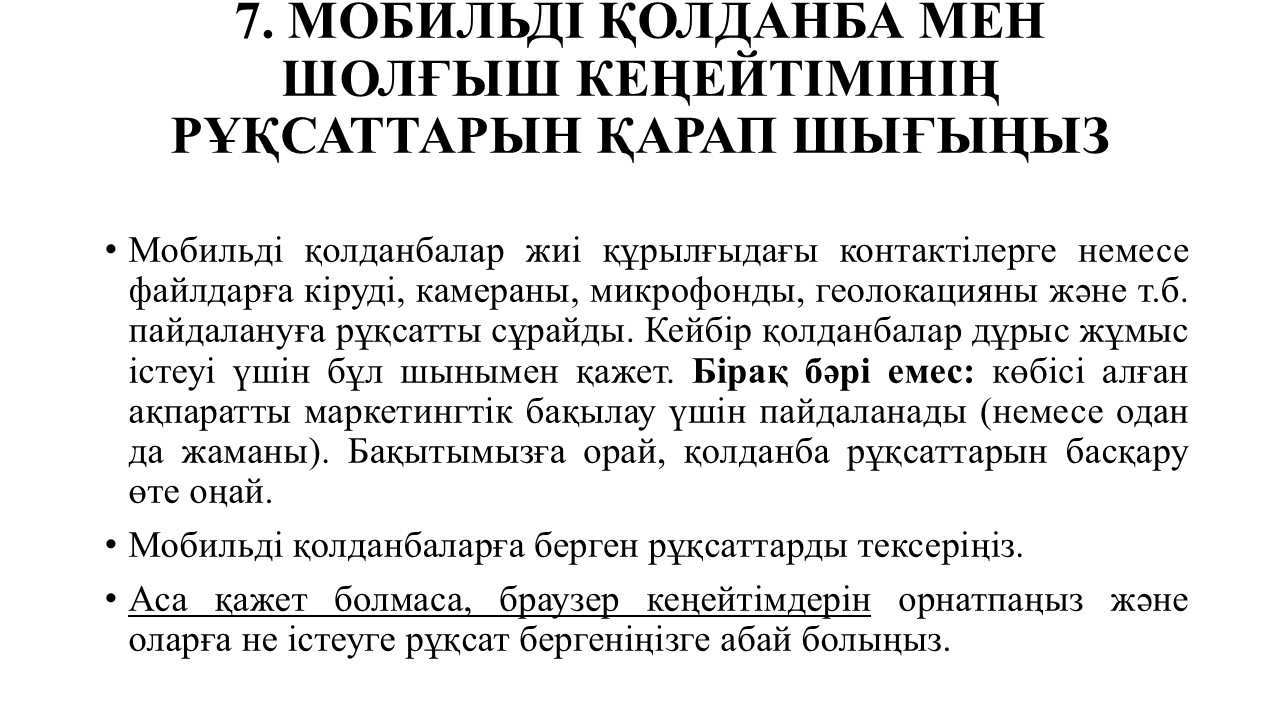 7. МОБИЛЬДІ ҚОЛДАНБА МЕН
ШОЛҒЫШ КЕҢЕЙТІМІНІҢ
РҰҚСАТТАРЫН ҚАРАП ШЫҒЫҢЫЗ
• Мобильді қолданбалар жиі құрылғыдағы контактілерге немесе
файлдарға кіруді, камераны, микрофонды, геолокацияны және т.б.
пайдалануға рұқсатты сұрайды. Кейбір қолданбалар дұрыс жұмыс
істеуі үшін бұл шынымен қажет. Бірақ бәрі емес: көбісі алған
ақпаратты маркетингтік бақылау үшін пайдаланады (немесе одан
да жаманы). Бақытымызға орай, қолданба рұқсаттарын басқару
өте оңай.
• Мобильді қолданбаларға берген рұқсаттарды тексеріңіз.
• Аса қажет болмаса, браузер кеңейтімдерін орнатпаңыз және
оларға не істеуге рұқсат бергеніңізге абай болыңыз.